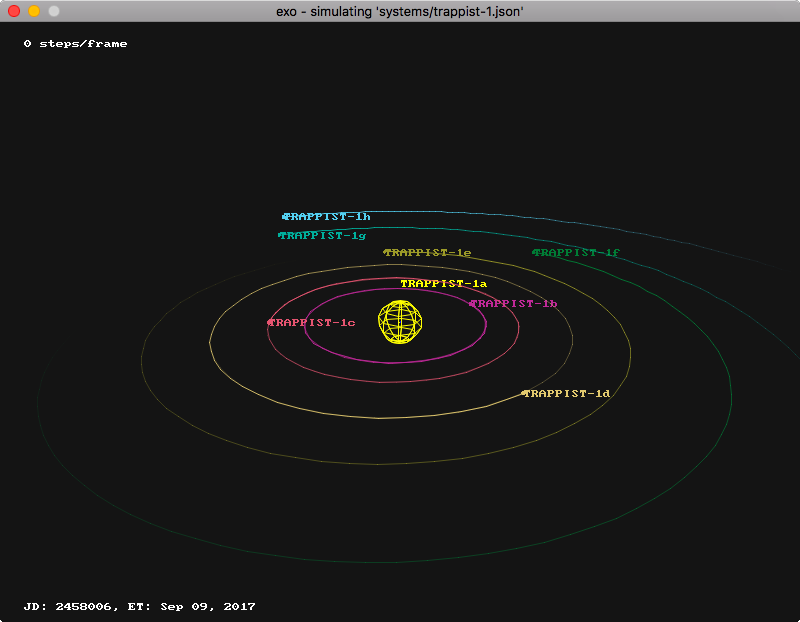 exo - simulating 'systems/trappist-1.json'
0 steps/frame
TRAPPIST-1h
TRAPPIST-1g
TRAPPIST-1e
TRAPPIST-1f
TRAPPIST-1a
TRAPPIST-1b
TRAPPIST-1c
TRAPPIST-1d
JD: 2458006, ET: Sep 09, 2017